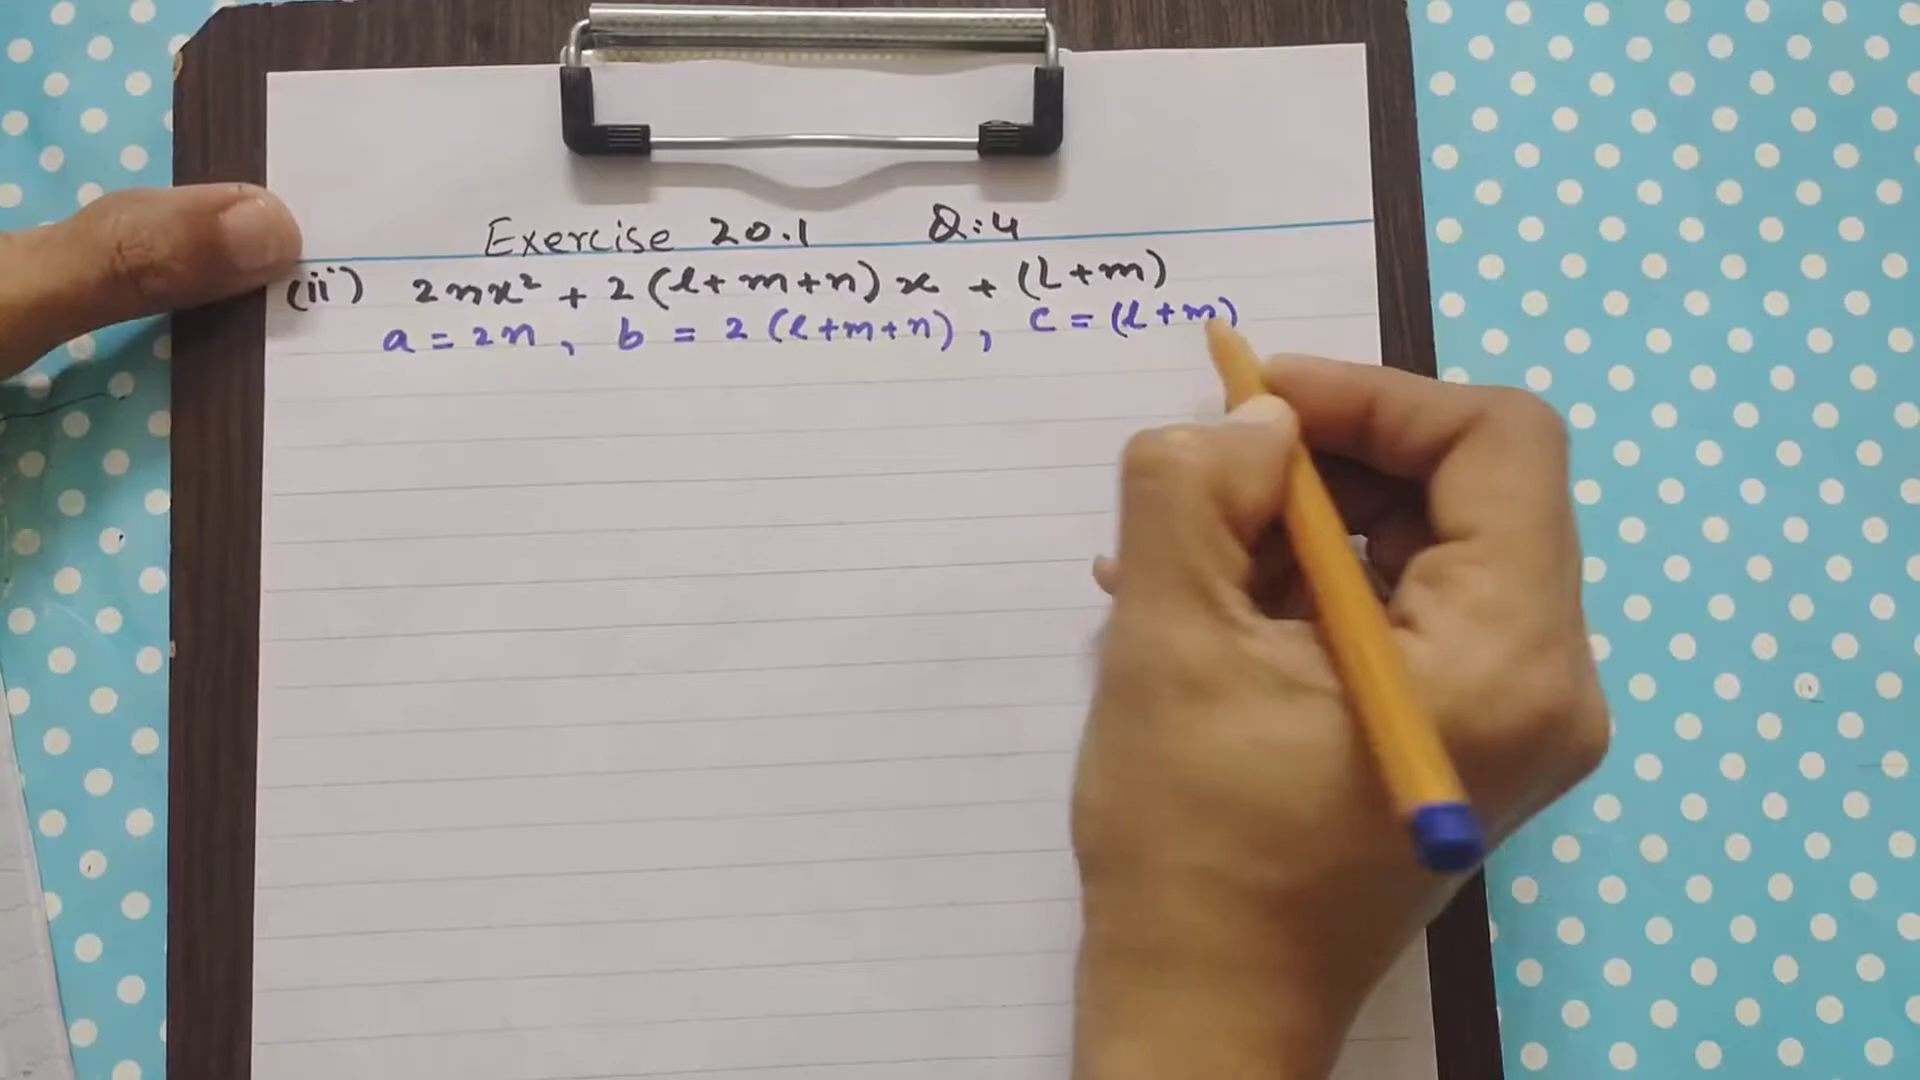 Exercise 20.1 Q:4
(ii) 2nx² + 2(l+m+n)x + (l+m)
a = 2n, b = 2(l+m+n), c = (l+m)